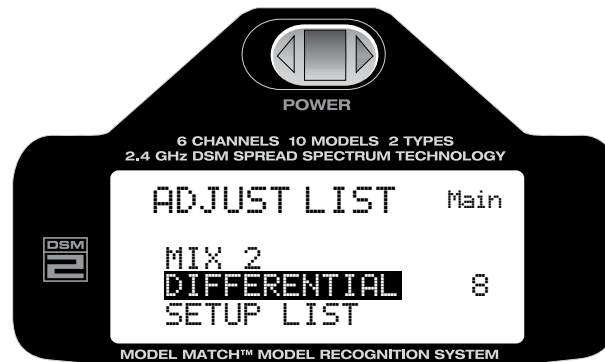 POWER
6 CHANNELS 10 MODELS 2 TYPES
2.4 GHz DSM SPREAD SPECTRUM TECHNOLOGY
ADJUST LIST Main
DSM
2
MIX 2
DIFFERENTIAL 8
SETUP LIST
MODEL MATCH™ MODEL RECOGNITION SYSTEM